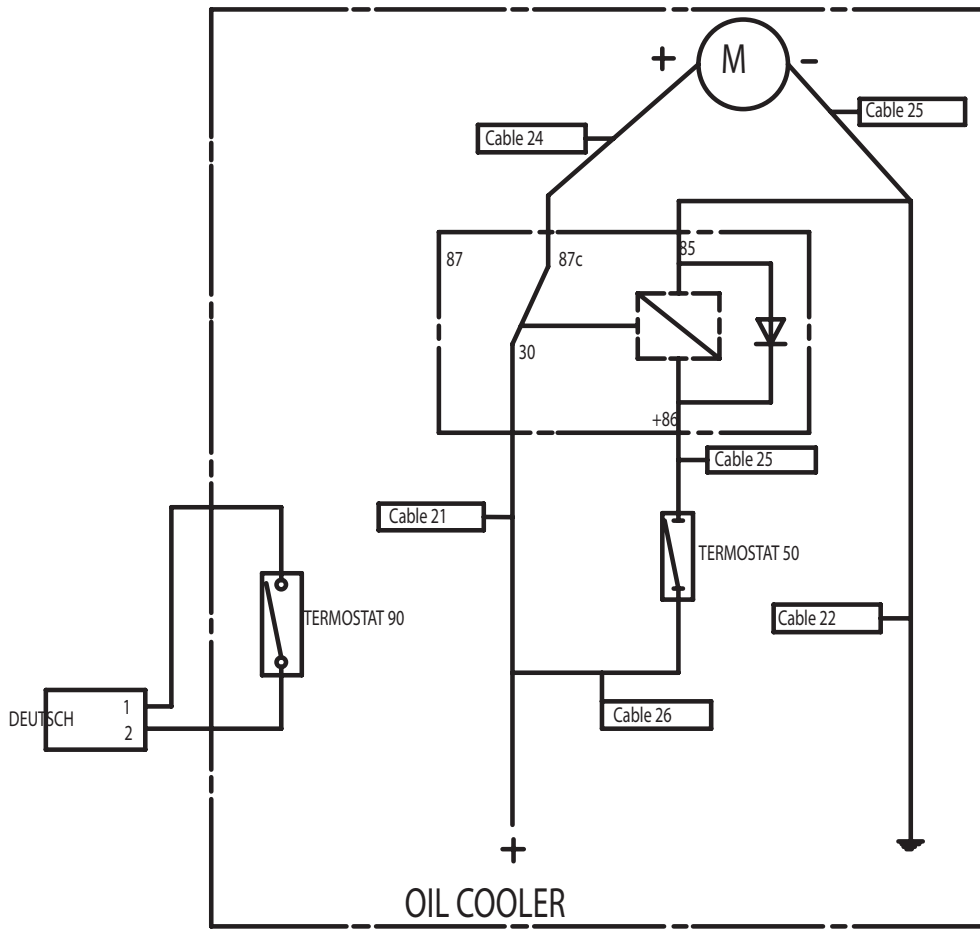 + M -
Cable 25
Cable 24
87
87c
85
30
+86
Cable 25
Cable 21
TERMOSTAT 50
TERMOSTAT 90
Cable 22
DEUTSCH
1
2
Cable 26
+
OIL COOLER